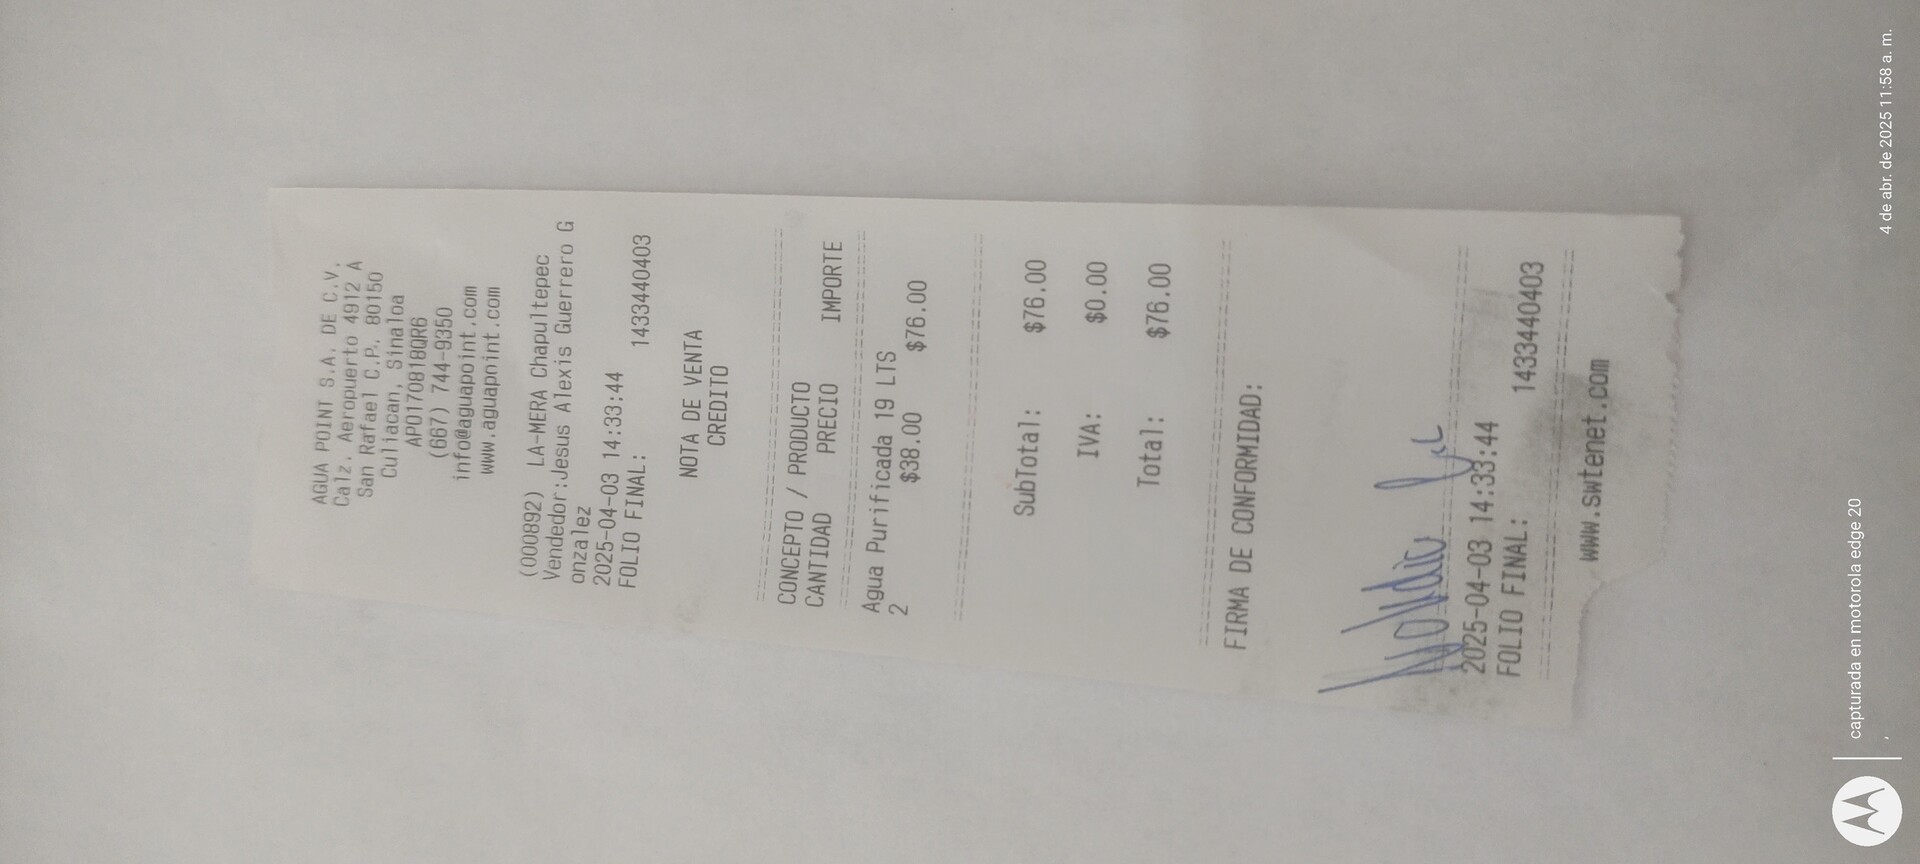 AGUA POINT S.A. DE C.V.
Calz. Aeropuerto 4912 A
San Rafael C.P. 80150
Culiacan, Sinaloa
APO170818QR6
(667) 744-9350
info@aguapoint.com
www.aguapoint.com
(000892) LA-MERA Chapultepec
Vendedor:Jesus Alexis Guerrero G
onzalez
2025-04-03 14:33:44
FOLIO FINAL: 1433440403
NOTA DE VENTA
CREDITO
CONCEPTO / PRODUCTO
CANTIDAD PRECIO IMPORTE
Agua Purificada 19 LTS
2 $38.00 $76.00
SubTotal: $76.00
IVA: $0.00
Total: $76.00
FIRMA DE CONFORMIDAD:
2025-04-03 14:33:44
FOLIO FINAL: 1433440403
www.swtenet.com
capturada en motorola edge 20
4 de abr. de 2025 11:58 a. m.